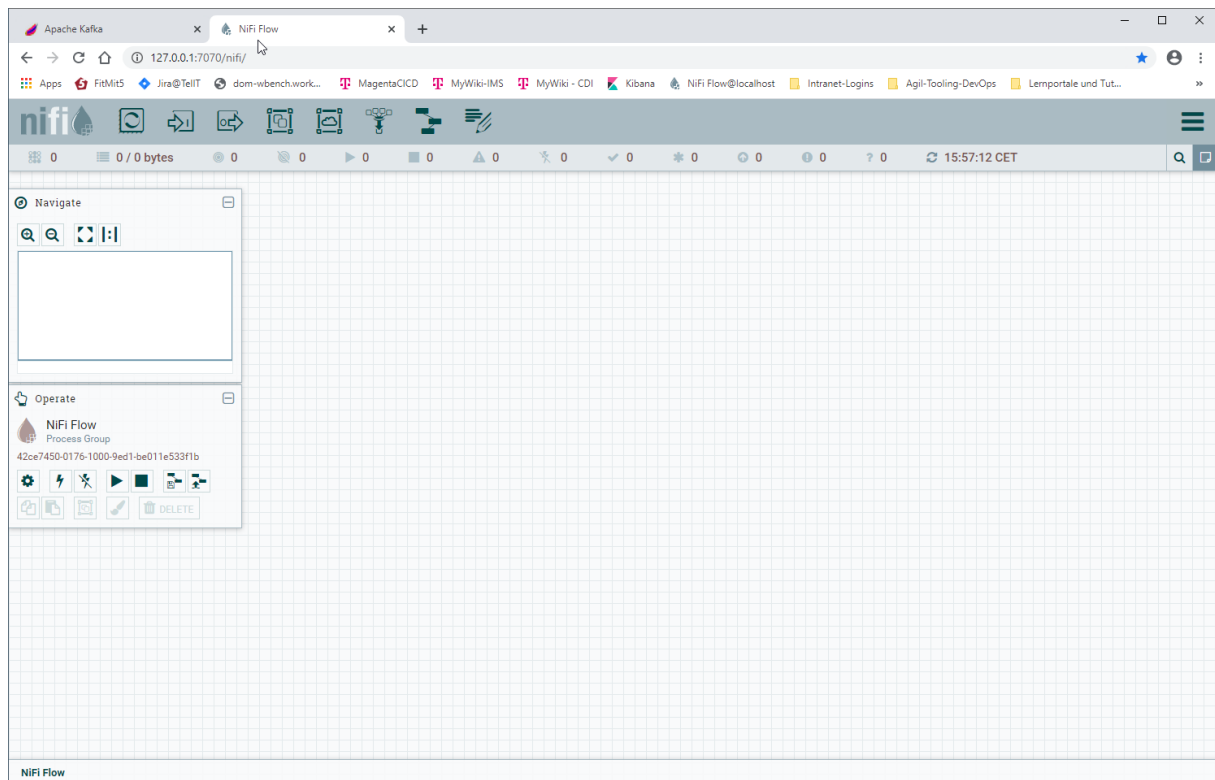 Apache Kafka
NiFi Flow
127.0.0.1:7070/nifi/
Apps FitMit5 Jira@TelIT dom-wbench.work... MagentaCICD MyWiki-IMS MyWiki - CDI Kibana NiFi Flow@localhost Intranet-Logins Agil-Tooling-DevOps Lernportale und Tut... »
nifi
0 0 / 0 bytes 0 0 0 0 0 0 0 0 0 0 ? 0 15:57:12 CET
Navigate
Operate
NiFi Flow
Process Group
42ce7450-0176-1000-9ed1-be011e533f1b
DELETE
NiFi Flow